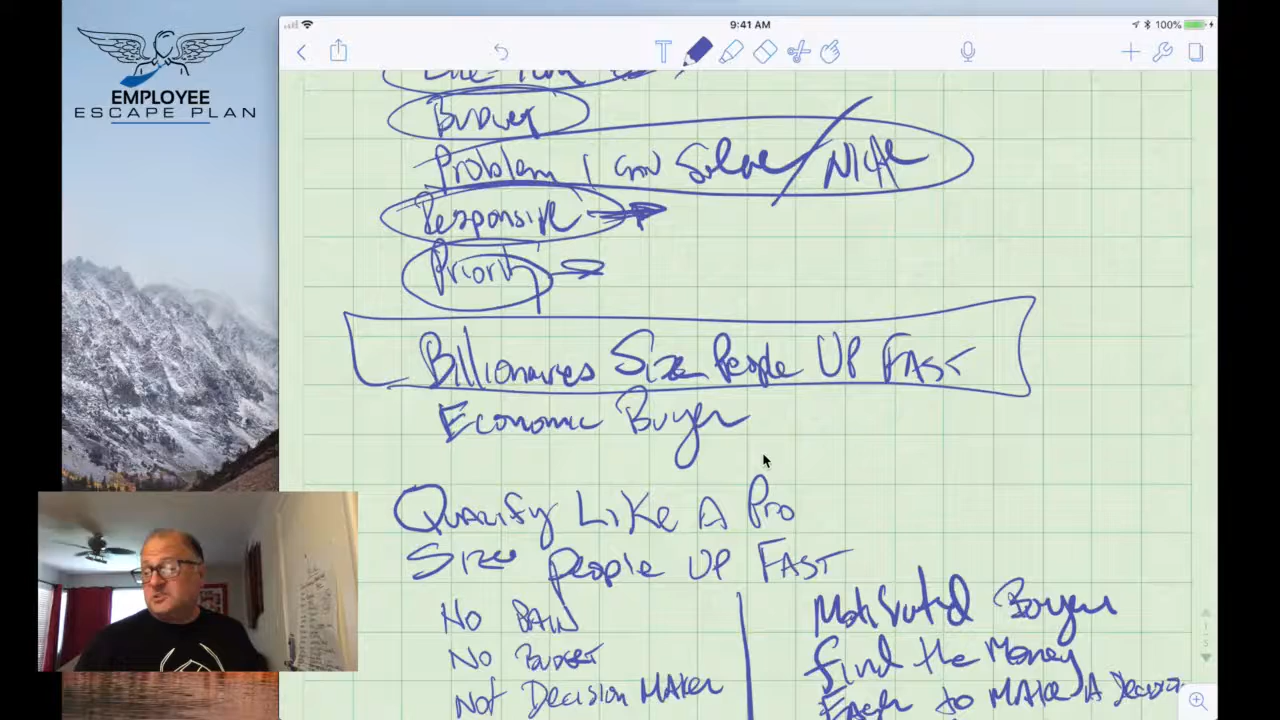 9:41 AM
100%
EMPLOYEE
ESCAPE PLAN
T
Budget
Problem I can Solve / Niche
Responsive
Priority
Billionaires Size People UP FAST
Economic Buyer
Qualify Like A Pro
Size people UP FAST
No PAIN
No BUDGET
Not Decision MAKER
Motivated Buyer
find the Money
to MAKE A Decision